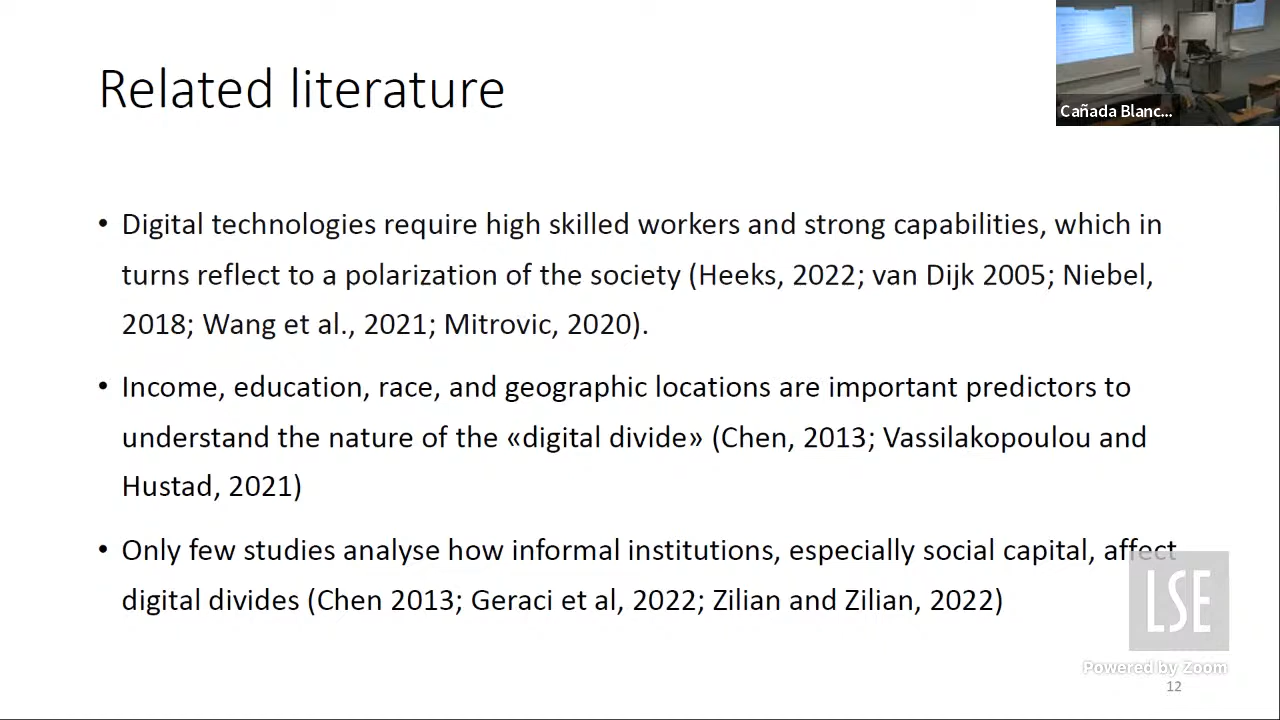 Related literature
Cañada Blanc...
• Digital technologies require high skilled workers and strong capabilities, which in
turns reflect to a polarization of the society (Heeks, 2022; van Dijk 2005; Niebel,
2018; Wang et al., 2021; Mitrovic, 2020).
• Income, education, race, and geographic locations are important predictors to
understand the nature of the «digital divide» (Chen, 2013; Vassilakopoulou and
Hustad, 2021)
• Only few studies analyse how informal institutions, especially social capital, affect
digital divides (Chen 2013; Geraci et al, 2022; Zilian and Zilian, 2022)
LSE
Powered by Zoom
12